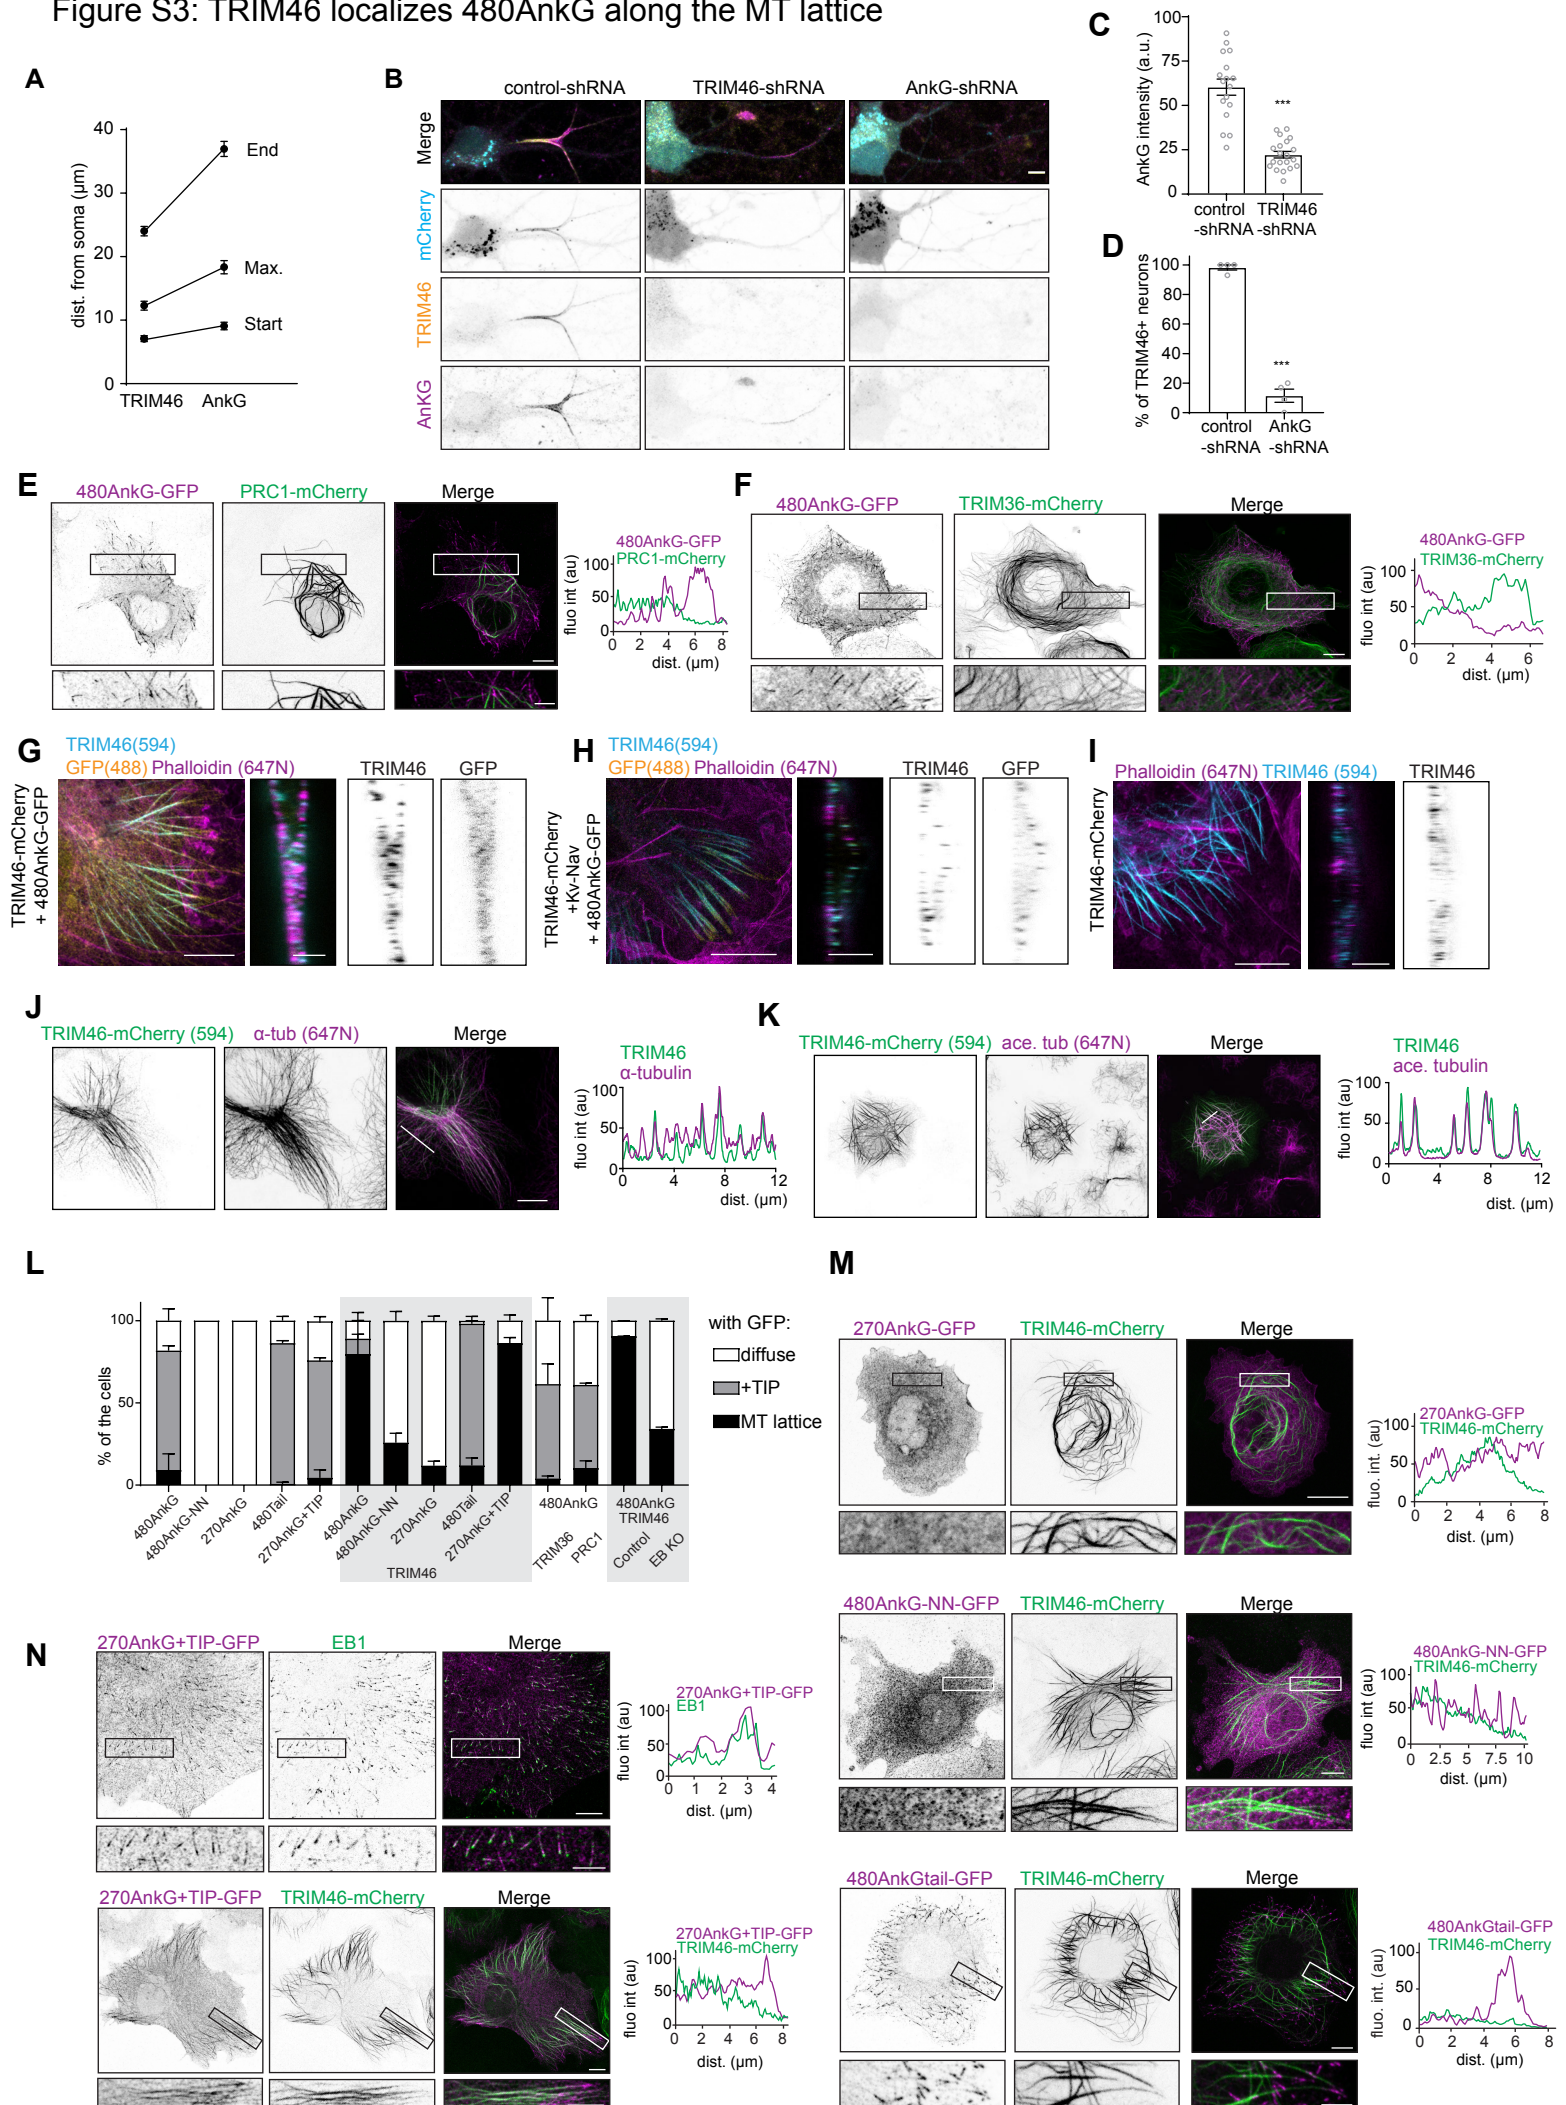 Figure S3: TRIM46 localizes 480AnkG along the MT lattice
A
dist. from soma (µm)
40
30
20
10
0
End
Max.
Start
TRIM46 AnkG
B
control-shRNA TRIM46-shRNA AnkG-shRNA
Merge
mCherry
TRIM46
AnKG
C
AnkG intensity (a.u.)
100
75
50
25
0
***
control -shRNA
TRIM46 -shRNA
D
% of TRIM46+ neurons
100
80
60
40
20
0
***
control -shRNA
AnkG -shRNA
E
480AnkG-GFP PRC1-mCherry Merge
480AnkG-GFP
PRC1-mCherry
fluo int (au)
100
50
0
0 2 4 6 8
dist. (µm)
F
480AnkG-GFP TRIM36-mCherry Merge
480AnkG-GFP
TRIM36-mCherry
fluo int (au)
100
50
0
0 2 4 6
dist. (µm)
G
TRIM46-mCherry
+ 480AnkG-GFP
TRIM46(594)
GFP(488) Phalloidin (647N) TRIM46 GFP
H
TRIM46-mCherry
+Kv-Nav
+ 480AnkG-GFP
TRIM46(594)
GFP(488) Phalloidin (647N) TRIM46 GFP
I
TRIM46-mCherry
Phalloidin (647N) TRIM46 (594) TRIM46
J
TRIM46-mCherry (594) α-tub (647N) Merge
TRIM46
α-tubulin
fluo int (au)
100
50
0
0 4 8 12
dist. (µm)
K
TRIM46-mCherry (594) ace. tub (647N) Merge
TRIM46
ace. tubulin
fluo int (au)
100
50
0
0 4 8 12
dist. (µm)
L
% of the cells
100
50
0
with GFP:
diffuse
+TIP
MT lattice
480AnkG
480AnkG-NN
270AnkG
480Tail
270AnkG+TIP
480AnkG
480AnkG-NN
270AnkG
480Tail
270AnkG+TIP
TRIM46
480AnkG
TRIM36
PRC1
480AnkG
TRIM46
Control
EB KO
M
270AnkG-GFP TRIM46-mCherry Merge
270AnkG-GFP
TRIM46-mCherry
fluo. int. (au)
100
50
0
0 2 4 6 8
dist. (µm)
480AnkG-NN-GFP TRIM46-mCherry Merge
480AnkG-NN-GFP
TRIM46-mCherry
fluo int (au)
100
50
0
0 2.5 5 7.5 10
dist. (µm)
480AnkGtail-GFP TRIM46-mCherry Merge
480AnkGtail-GFP
TRIM46-mCherry
fluo. int. (au)
100
50
0
0 2 4 6 8
dist. (µm)
N
270AnkG+TIP-GFP EB1 Merge
270AnkG+TIP-GFP
EB1
fluo int (au)
100
50
0
0 1 2 3 4
dist. (µm)
270AnkG+TIP-GFP TRIM46-mCherry Merge
270AnkG+TIP-GFP
TRIM46-mCherry
fluo int (au)
100
50
0
0 2 4 6 8
dist. (µm)